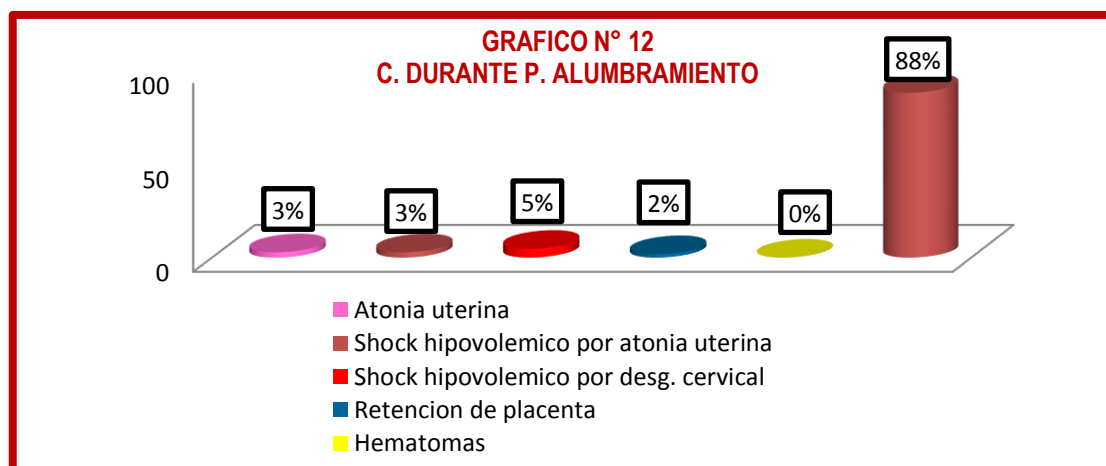 GRAFICO N° 12
C. DURANTE P. ALUMBRAMIENTO
100
50
0
3%
3%
5%
2%
0%
88%
Atonia uterina
Shock hipovolemico por atonia uterina
Shock hipovolemico por desg. cervical
Retencion de placenta
Hematomas